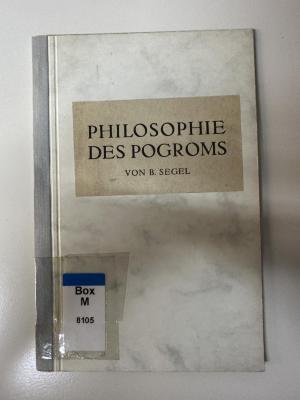 PHILOSOPHIE
DES POGROMS
VON B. SEGEL
Box
M
8105